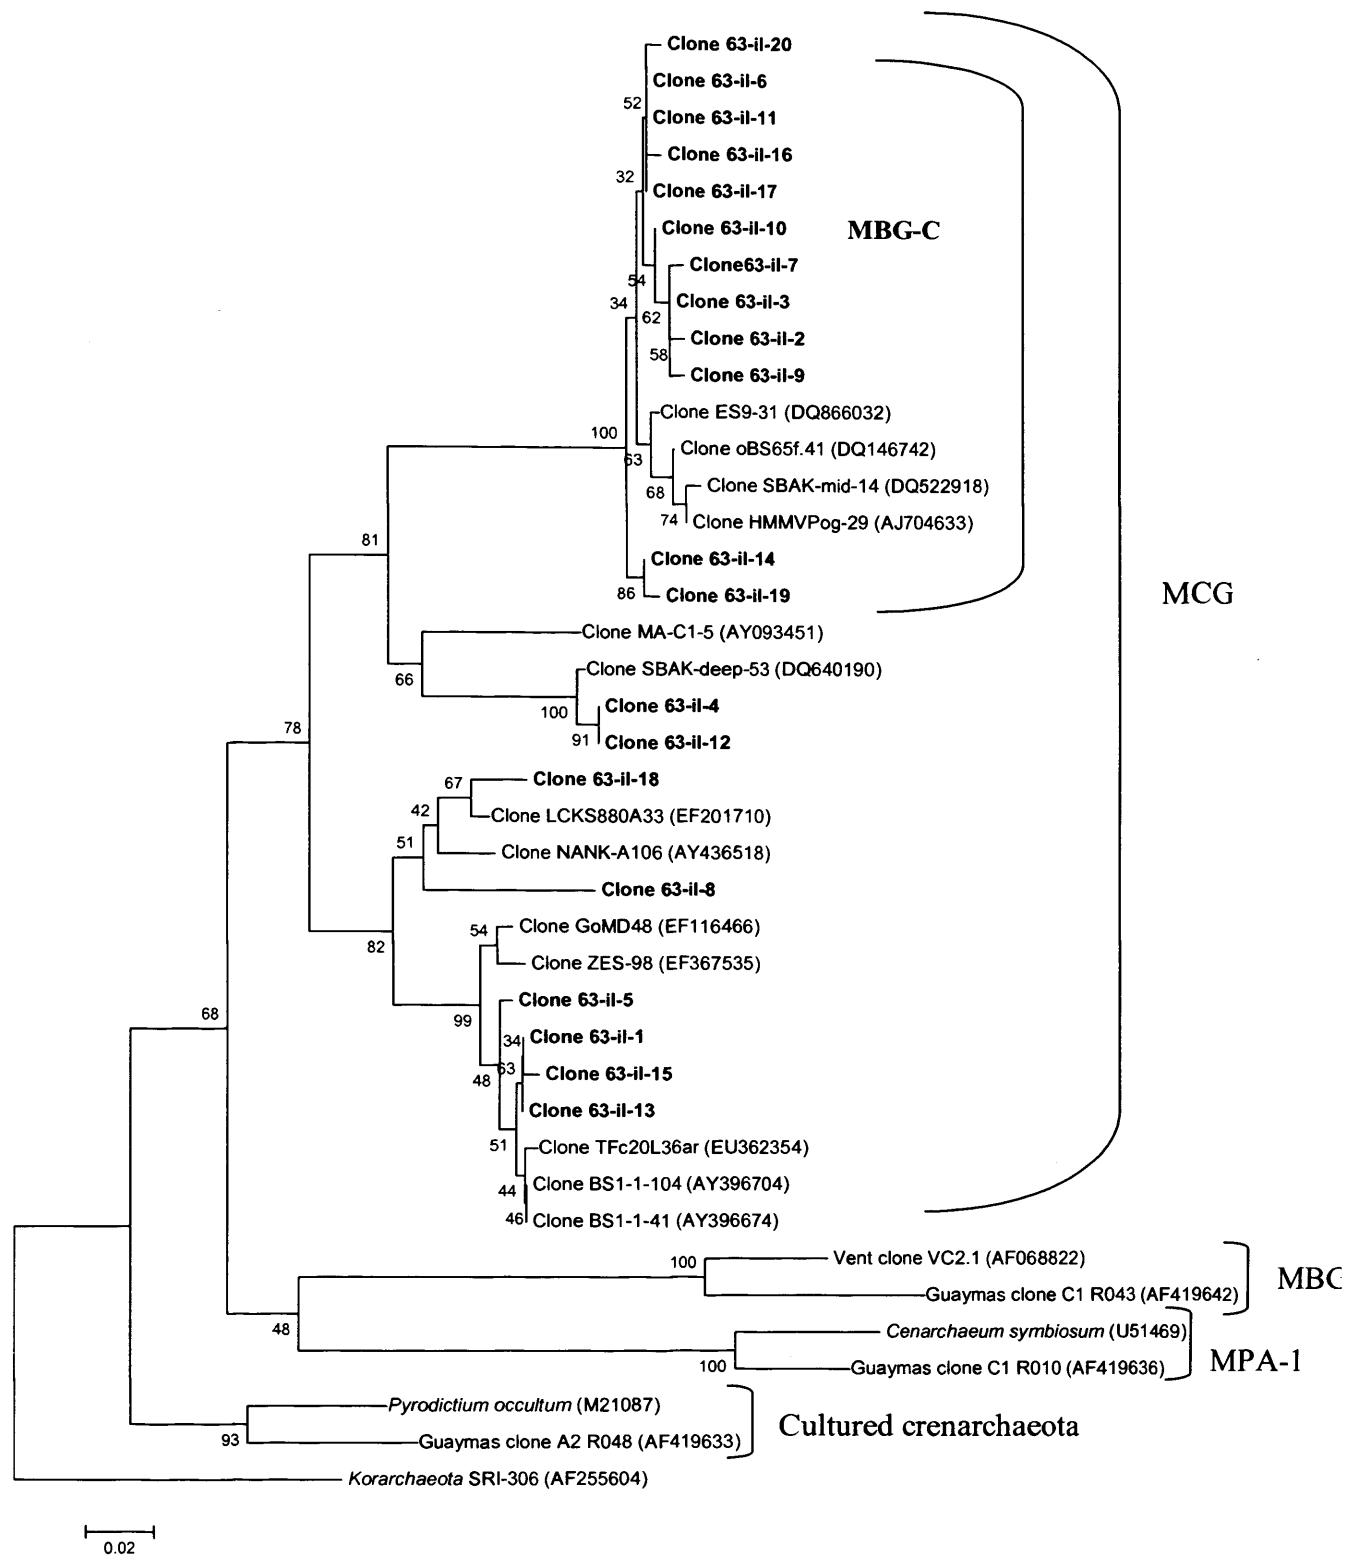 Clone 63-il-20
Clone 63-il-6
52
Clone 63-il-11
Clone 63-il-16
32
Clone 63-il-17
Clone 63-il-10
MBG-C
Clone63-il-7
54
Clone 63-il-3
34
62
Clone 63-il-2
58
Clone 63-il-9
Clone ES9-31 (DQ866032)
100
Clone oBS65f.41 (DQ146742)
63
Clone SBAK-mid-14 (DQ522918)
68
Clone HMMVPog-29 (AJ704633)
74
81
Clone 63-il-14
86
Clone 63-il-19
MCG
Clone MA-C1-5 (AY093451)
Clone SBAK-deep-53 (DQ640190)
66
Clone 63-il-4
100
78
91
Clone 63-il-12
67
Clone 63-il-18
42
Clone LCKS880A33 (EF201710)
51
Clone NANK-A106 (AY436518)
Clone 63-il-8
54
Clone GoMD48 (EF116466)
82
Clone ZES-98 (EF367535)
Clone 63-il-5
68
99
34
Clone 63-il-1
63
Clone 63-il-15
48
Clone 63-il-13
51
Clone TFc20L36ar (EU362354)
44
Clone BS1-1-104 (AY396704)
46
Clone BS1-1-41 (AY396674)
100
Vent clone VC2.1 (AF068822)
MBC
Guaymas clone C1 R043 (AF419642)
48
Cenarchaeum symbiosum (U51469)
MPA-1
100
Guaymas clone C1 R010 (AF419636)
Pyrodictium occultum (M21087)
Cultured crenarchaeota
93
Guaymas clone A2 R048 (AF419633)
Korarchaeota SRI-306 (AF255604)
0.02